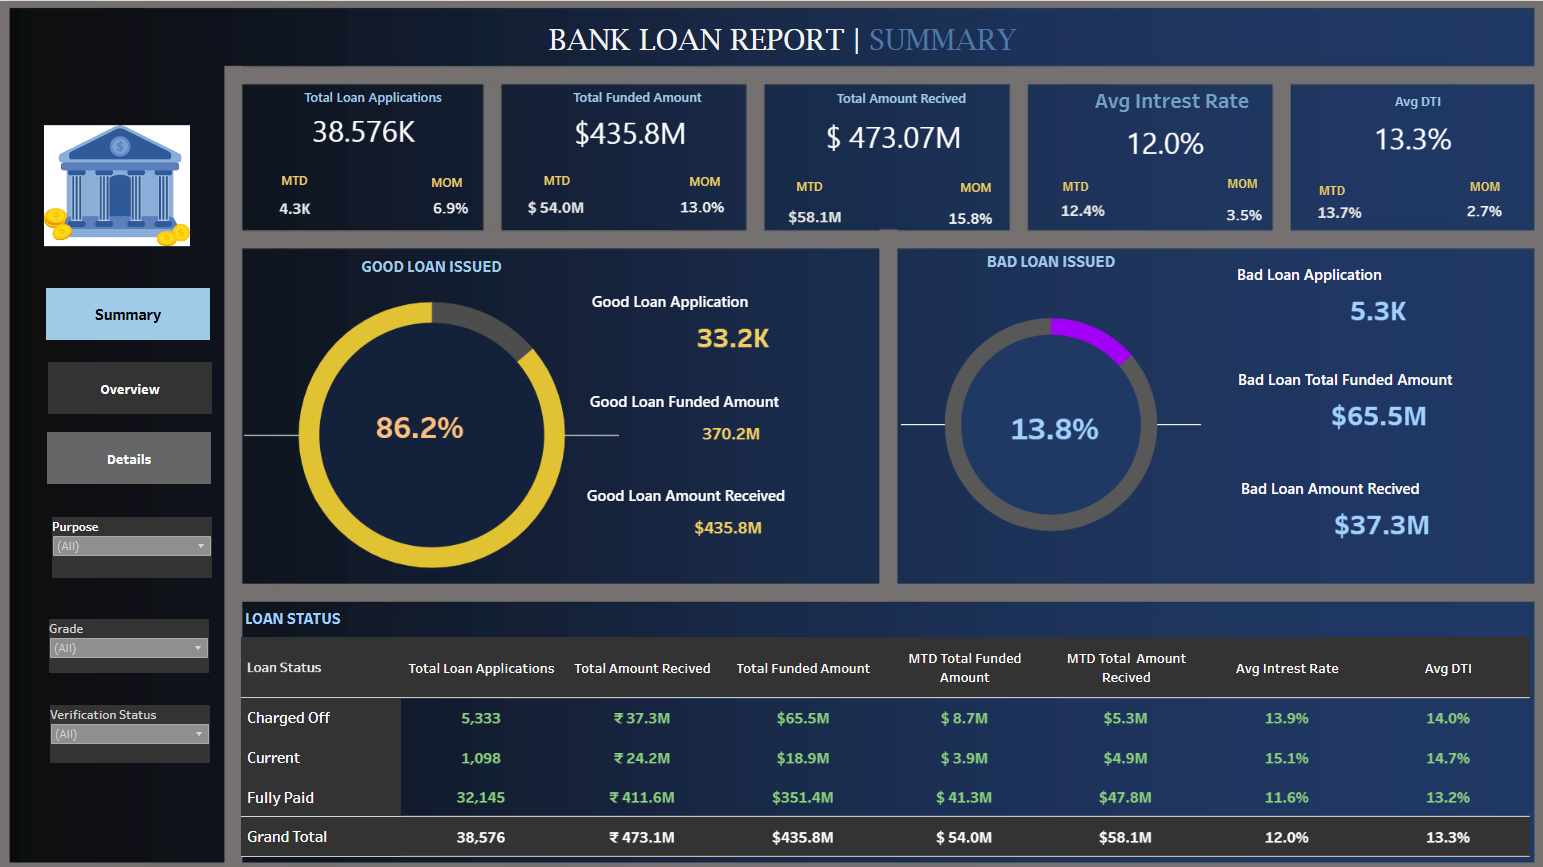 BANK LOAN REPORT | SUMMARY
Total Loan Applications
38.576K
MTD MOM
4.3K 6.9%
Total Funded Amount
$435.8M
MTD MOM
$ 54.0M 13.0%
Total Amount Recived
$ 473.07M
MTD MOM
$58.1M 15.8%
Avg Intrest Rate
12.0%
MTD MOM
12.4% 3.5%
Avg DTI
13.3%
MTD MOM
13.7% 2.7%
$
Summary
Overview
Details
Purpose
(All)
Grade
(All)
Verification Status
(All)
GOOD LOAN ISSUED
86.2%
Good Loan Application
33.2K
Good Loan Funded Amount
370.2M
Good Loan Amount Received
$435.8M
BAD LOAN ISSUED
13.8%
Bad Loan Application
5.3K
Bad Loan Total Funded Amount
$65.5M
Bad Loan Amount Recived
$37.3M
LOAN STATUS
Loan Status Total Loan Applications Total Amount Recived Total Funded Amount MTD Total Funded Amount MTD Total Amount Recived Avg Intrest Rate Avg DTI
Charged Off 5,333 ₹ 37.3M $65.5M $ 8.7M $5.3M 13.9% 14.0%
Current 1,098 ₹ 24.2M $18.9M $ 3.9M $4.9M 15.1% 14.7%
Fully Paid 32,145 ₹ 411.6M $351.4M $ 41.3M $47.8M 11.6% 13.2%
Grand Total 38,576 ₹ 473.1M $435.8M $ 54.0M $58.1M 12.0% 13.3%